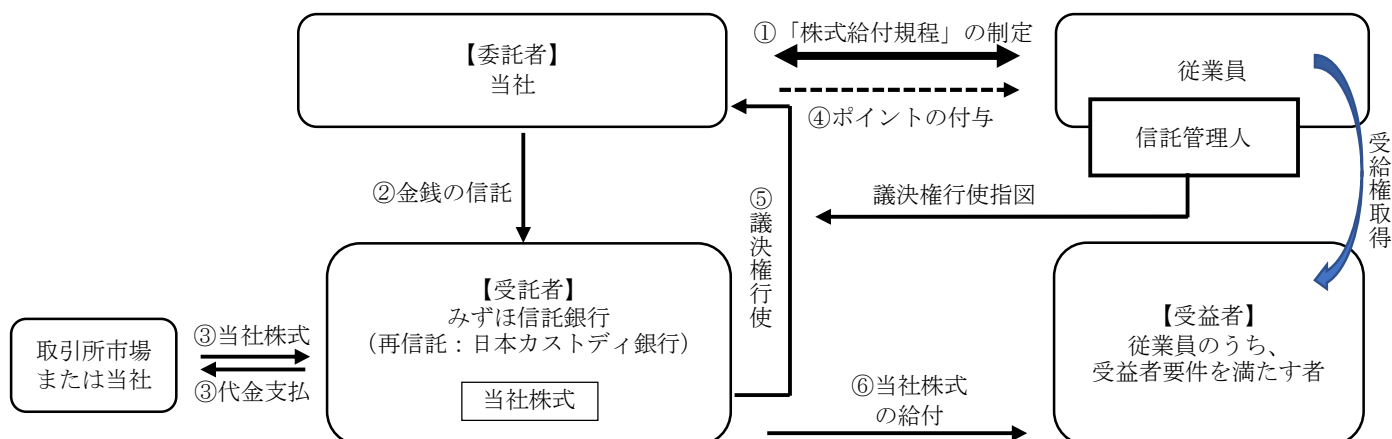 【委託者】
当社
①「株式給付規程」の制定
④ポイントの付与
従業員
信託管理人
受給権取得
②金銭の信託
⑤議決権行使
議決権行使指図
【受託者】
みずほ信託銀行
（再信託：日本カストディ銀行）
当社株式
取引所市場
または当社
③当社株式
③代金支払
⑥当社株式
の給付
【受益者】
従業員のうち、
受益者要件を満たす者